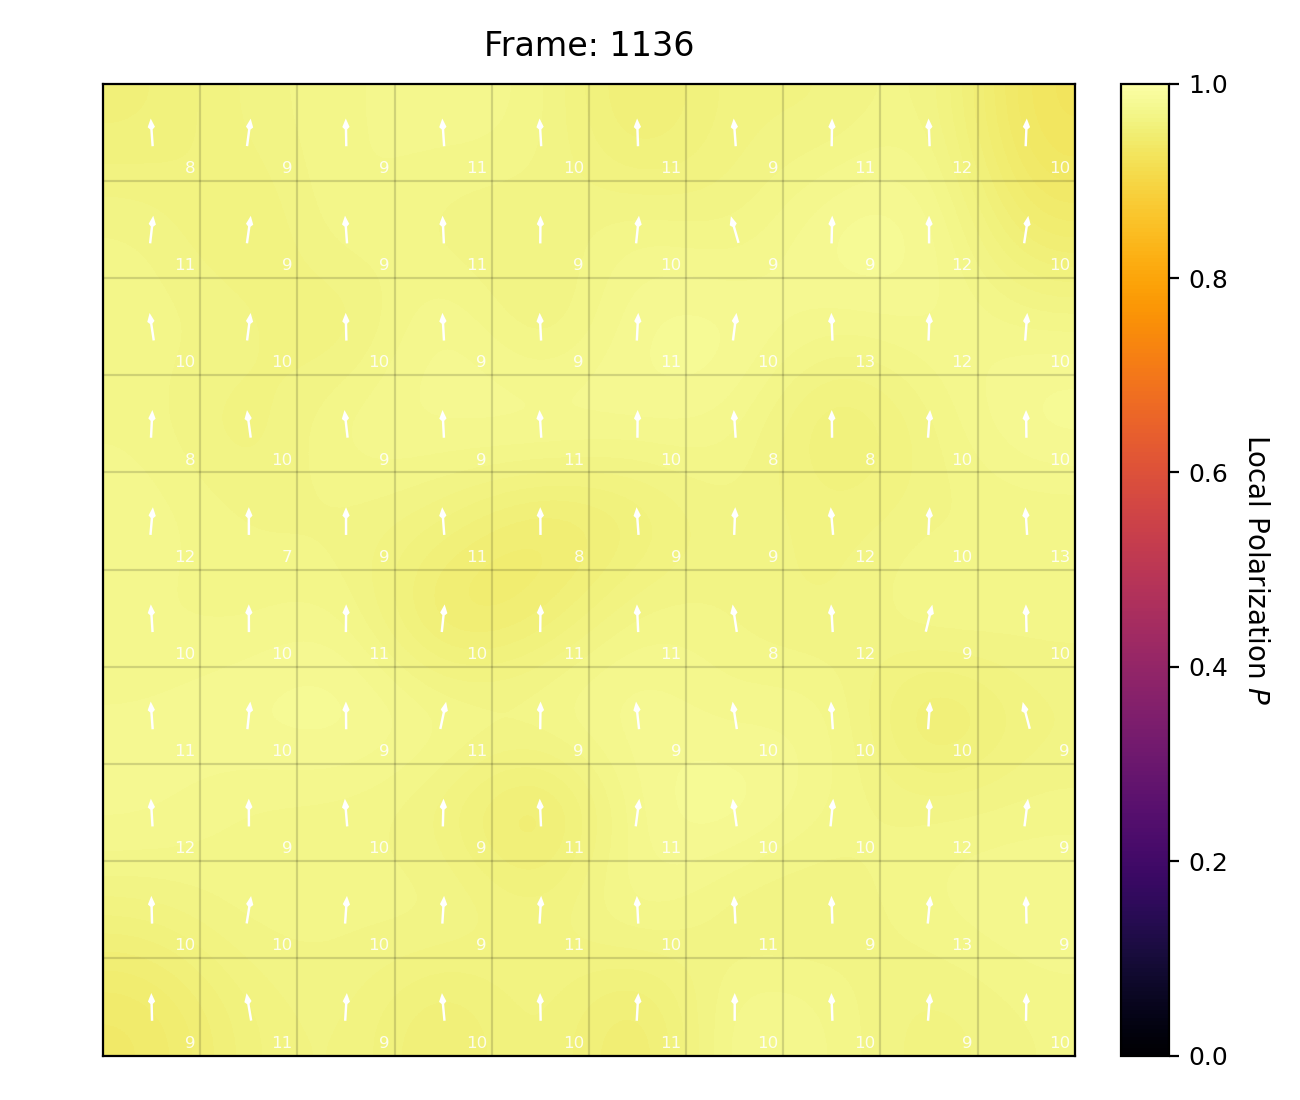 Frame: 1136
8 9 9 11 10 11 9 11 12 10
11 9 9 11 9 10 9 9 12 10
10 10 10 9 9 11 10 13 12 10
8 10 9 9 11 10 8 8 10 10
12 7 9 11 8 9 9 12 10 13
10 10 11 10 11 11 8 12 9 10
11 10 9 11 9 9 10 10 10 9
12 9 10 9 11 11 10 10 12 9
10 10 10 9 11 10 11 9 13 9
9 11 9 10 10 11 10 10 9 10
1.0
0.8
0.6
0.4
0.2
0.0
Local Polarization P